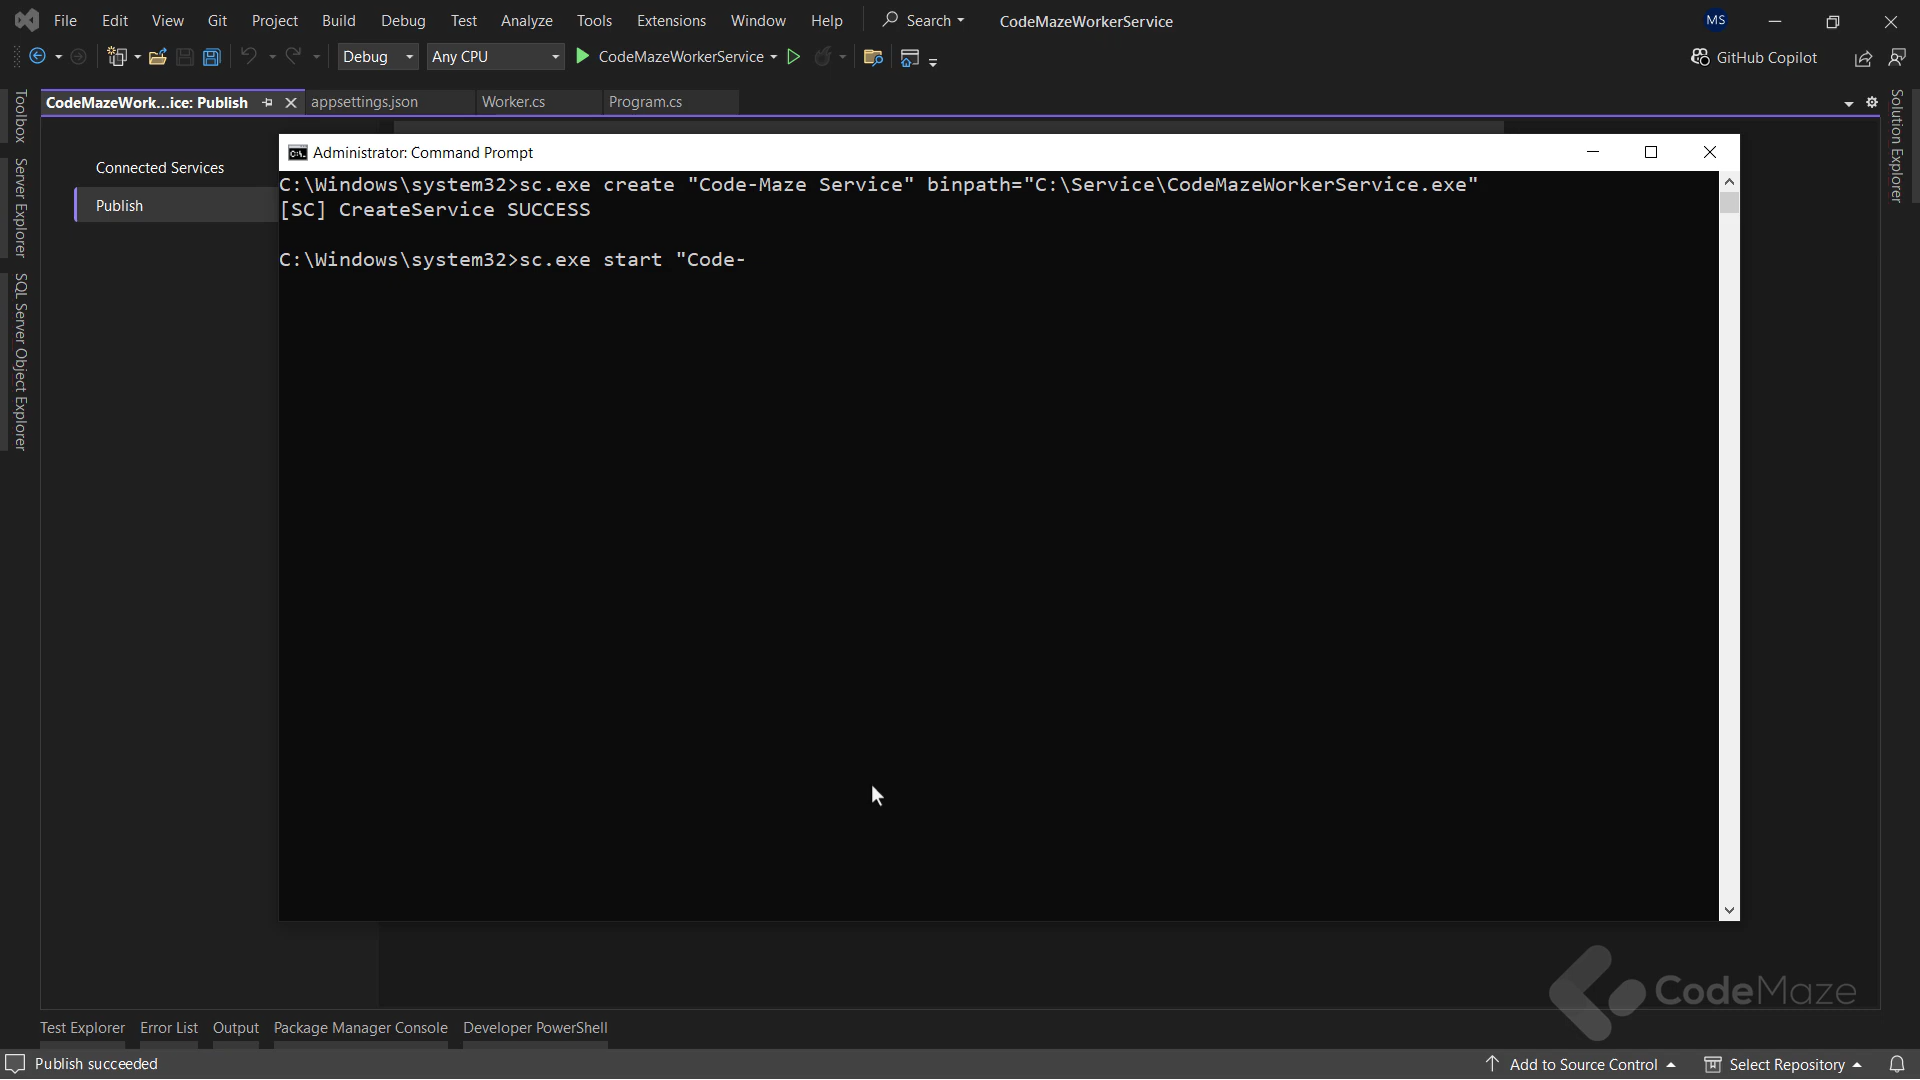 File Edit View Git Project Build Debug Test Analyze Tools Extensions Window Help Search CodeMazeWorkerService MS
Debug Any CPU CodeMazeWorkerService GitHub Copilot
CodeMazeWork...ice: Publish appsettings.json Worker.cs Program.cs
Toolbox
Server Explorer
SQL Server Object Explorer
Solution Explorer
Connected Services
Publish
Administrator: Command Prompt
C:\Windows\system32>sc.exe create "Code-Maze Service" binpath="C:\Service\CodeMazeWorkerService.exe"
[SC] CreateService SUCCESS
C:\Windows\system32>sc.exe start "Code-
CodeMaze
Test Explorer Error List Output Package Manager Console Developer PowerShell
Publish succeeded Add to Source Control Select Repository